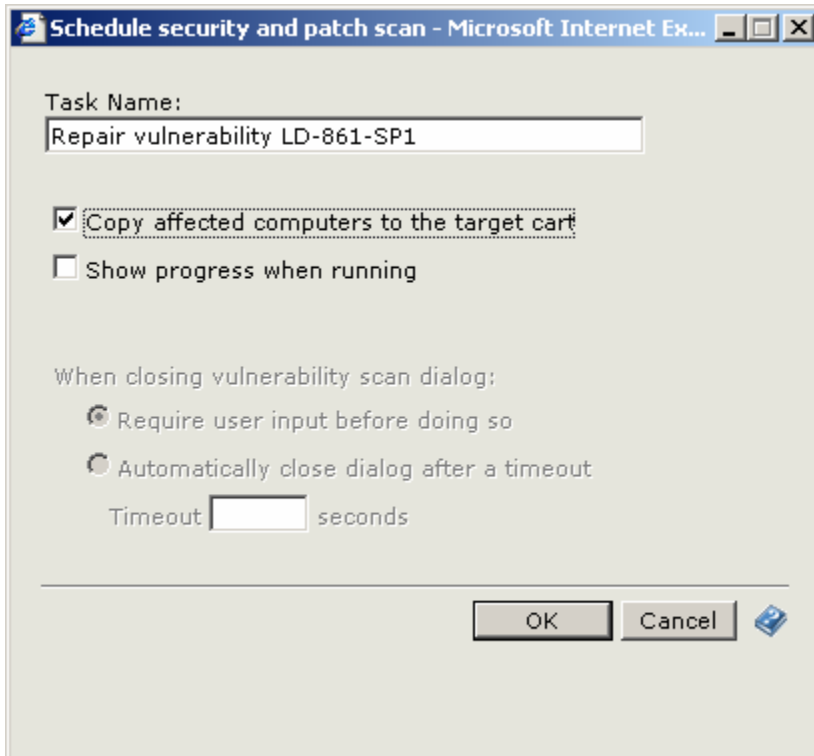 Schedule security and patch scan - Microsoft Internet Ex...
Task Name:
Repair vulnerability LD-861-SP1
Copy affected computers to the target cart
Show progress when running
When closing vulnerability scan dialog:
Require user input before doing so
Automatically close dialog after a timeout
Timeout seconds
OK Cancel